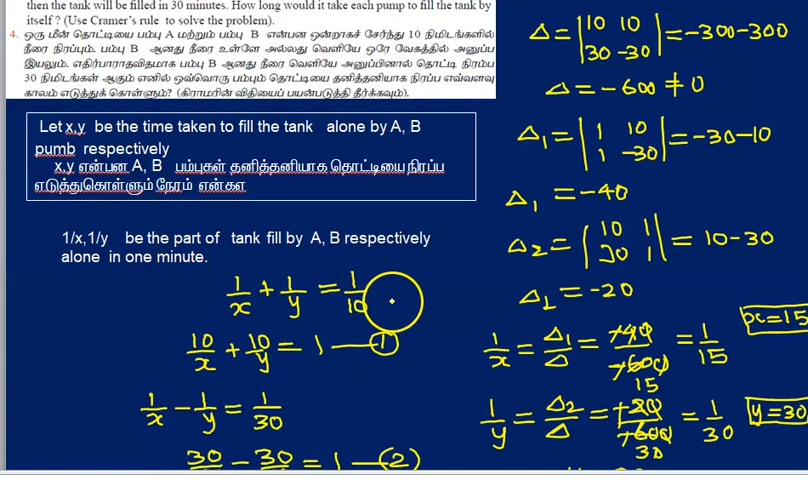 then the tank will be filled in 30 minutes. How long would it take each pump to fill the tank by
itself ? (Use Cramer's rule to solve the problem).
4. ஒரு மீன் தொட்டியை பம்பு A மற்றும் பம்பு B என்பன ஒன்றாகச் சேர்ந்து 10 நிமிடங்களில்
நீரை நிரப்பும். பம்பு B ஆனது நீரை உள்ளே அல்லது வெளியே ஒரே வேகத்தில் அனுப்ப
இயலும். எதிர்பாராதவிதமாக பம்பு B ஆனது நீரை வெளியே அனுப்பினால் தொட்டி நிரம்ப
30 நிமிடங்கள் ஆகும் எனில் ஒவ்வொரு பம்பும் தொட்டியை தனித்தனியாக நிரப்ப எவ்வளவு
காலம் எடுத்துக் கொள்ளும்? (கிராமரின் விதியைப் பயன்படுத்தி தீர்க்கவும்).
Let x,y be the time taken to fill the tank alone by A, B
pumb respectively
x,y என்பன A, B பம்புகள் தனித்தனியாக தொட்டியை நிரப்ப
எடுத்துகொள்ளும் நேரம் என்க
1/x,1/y be the part of tank fill by A, B respectively
alone in one minute.
1/x + 1/y = 1/10
10/x + 10/y = 1 — (1)
1/x - 1/y = 1/30
30 - 30 = 1 — (2)
Δ = |10 10; 30 -30| = -300-300
Δ = -600 ≠ 0
Δ1 = |1 10; 1 -30| = -30-10
Δ1 = -40
Δ2 = |10 1; 30 1| = 10-30
Δ2 = -20
1/x = Δ1/Δ = -40/-600 = 1/15
15
x=15
1/y = Δ2/Δ = -20/-600 = 1/30
30
y=30